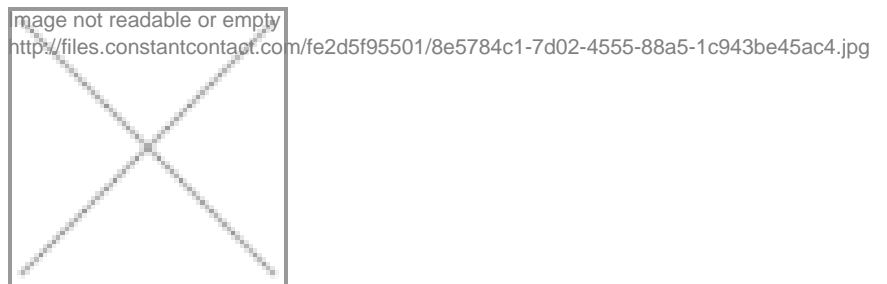 Image not readable or empty
http://files.constantcontact.com/fe2d5f95501/8e5784c1-7d02-4555-88a5-1c943be45ac4.jpg